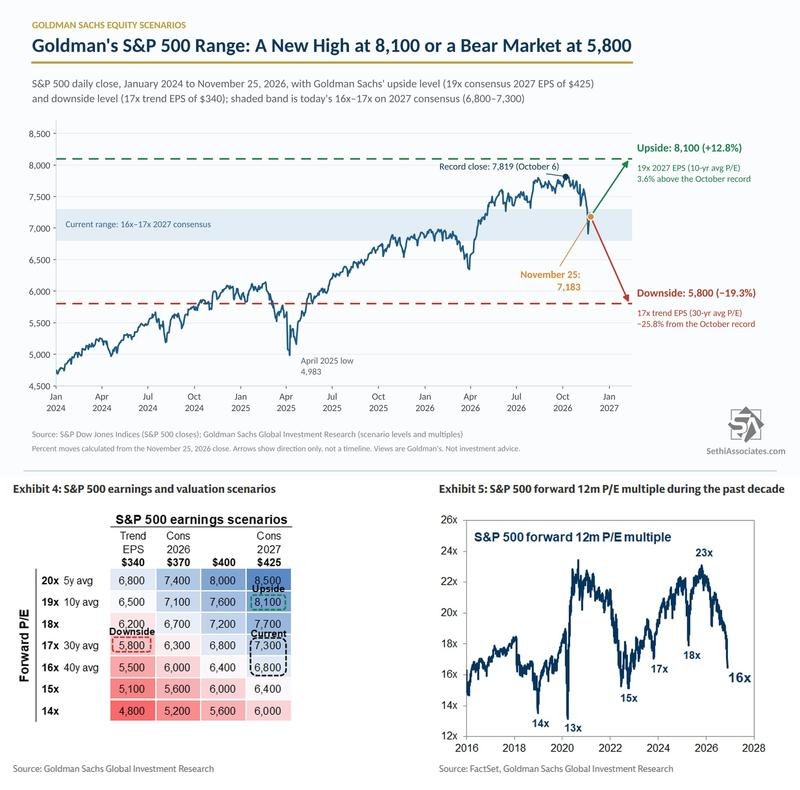 GOLDMAN SACHS EQUITY SCENARIOS
Goldman's S&P 500 Range: A New High at 8,100 or a Bear Market at 5,800
S&P 500 daily close, January 2024 to November 25, 2026, with Goldman Sachs' upside level (19x consensus 2027 EPS of $425)
and downside level (17x trend EPS of $340); shaded band is today's 16x–17x on 2027 consensus (6,800–7,300)
8,500
8,000
7,500
7,000
6,500
6,000
5,500
5,000
4,500
Record close: 7,819 (October 6)
Current range: 16x–17x 2027 consensus
November 25:
7,183
April 2025 low
4,983
Upside: 8,100 (+12.8%)
19x 2027 EPS (10-yr avg P/E)
3.6% above the October record
Downside: 5,800 (−19.3%)
17x trend EPS (30-yr avg P/E)
−25.8% from the October record
Jan Apr Jul Oct Jan Apr Jul Oct Jan Apr Jul Oct Jan
2024 2024 2024 2024 2025 2025 2025 2025 2026 2026 2026 2026 2027
Source: S&P Dow Jones Indices (S&P 500 closes); Goldman Sachs Global Investment Research (scenario levels and multiples)
Percent moves calculated from the November 25, 2026 close. Arrows show direction only, not a timeline. Views are Goldman's. Not investment advice.
SethiAssociates.com
Exhibit 4: S&P 500 earnings and valuation scenarios
S&P 500 earnings scenarios
Trend Cons Cons
EPS 2026 2027
$340 $370 $400 $425
Forward P/E
20x 5y avg 6,800 7,400 8,000 8,500
Upside
19x 10y avg 6,500 7,100 7,600 8,100
18x 6,200 6,700 7,200 7,700
Downside Current
17x 30y avg 5,800 6,300 6,800 7,300
16x 40y avg 5,500 6,000 6,400 6,800
15x 5,100 5,600 6,000 6,400
14x 4,800 5,200 5,600 6,000
Source: Goldman Sachs Global Investment Research
Exhibit 5: S&P 500 forward 12m P/E multiple during the past decade
S&P 500 forward 12m P/E multiple
26x
24x
22x
20x
18x
16x
14x
12x
23x
18x
17x
16x
15x
14x
13x
2016 2018 2020 2022 2024 2026 2028
Source: FactSet, Goldman Sachs Global Investment Research